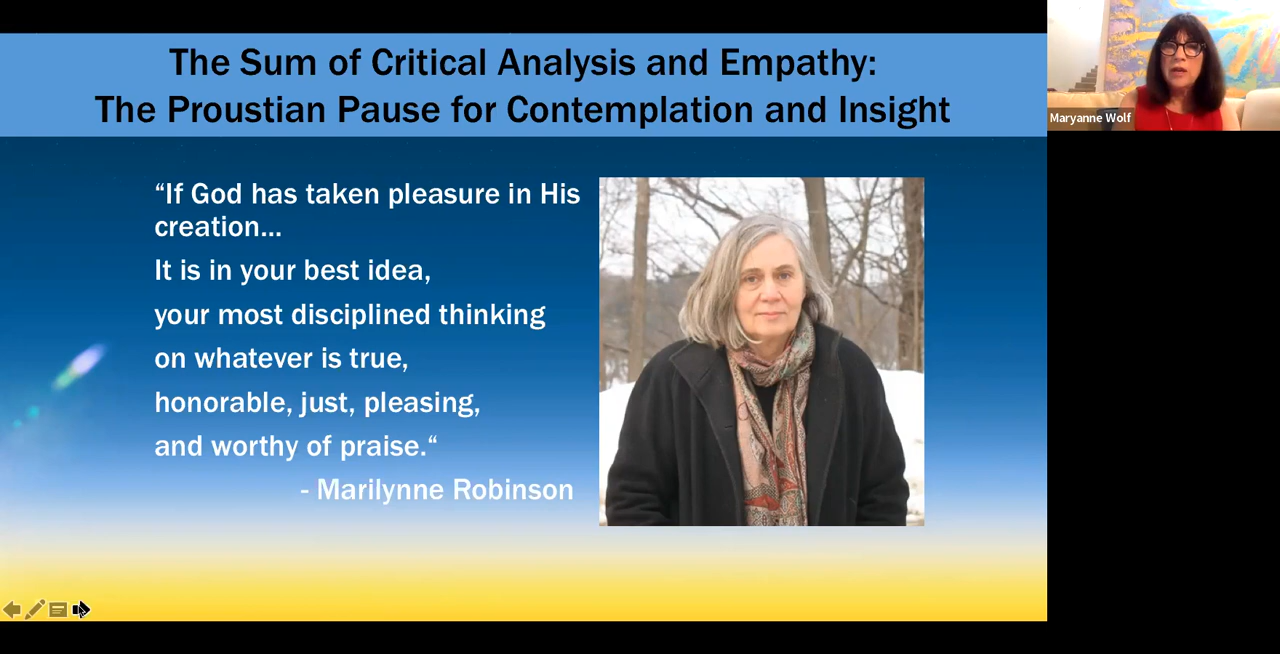 The Sum of Critical Analysis and Empathy:
The Proustian Pause for Contemplation and Insight
“If God has taken pleasure in His
creation...
It is in your best idea,
your most disciplined thinking
on whatever is true,
honorable, just, pleasing,
and worthy of praise.“
- Marilynne Robinson
Maryanne Wolf